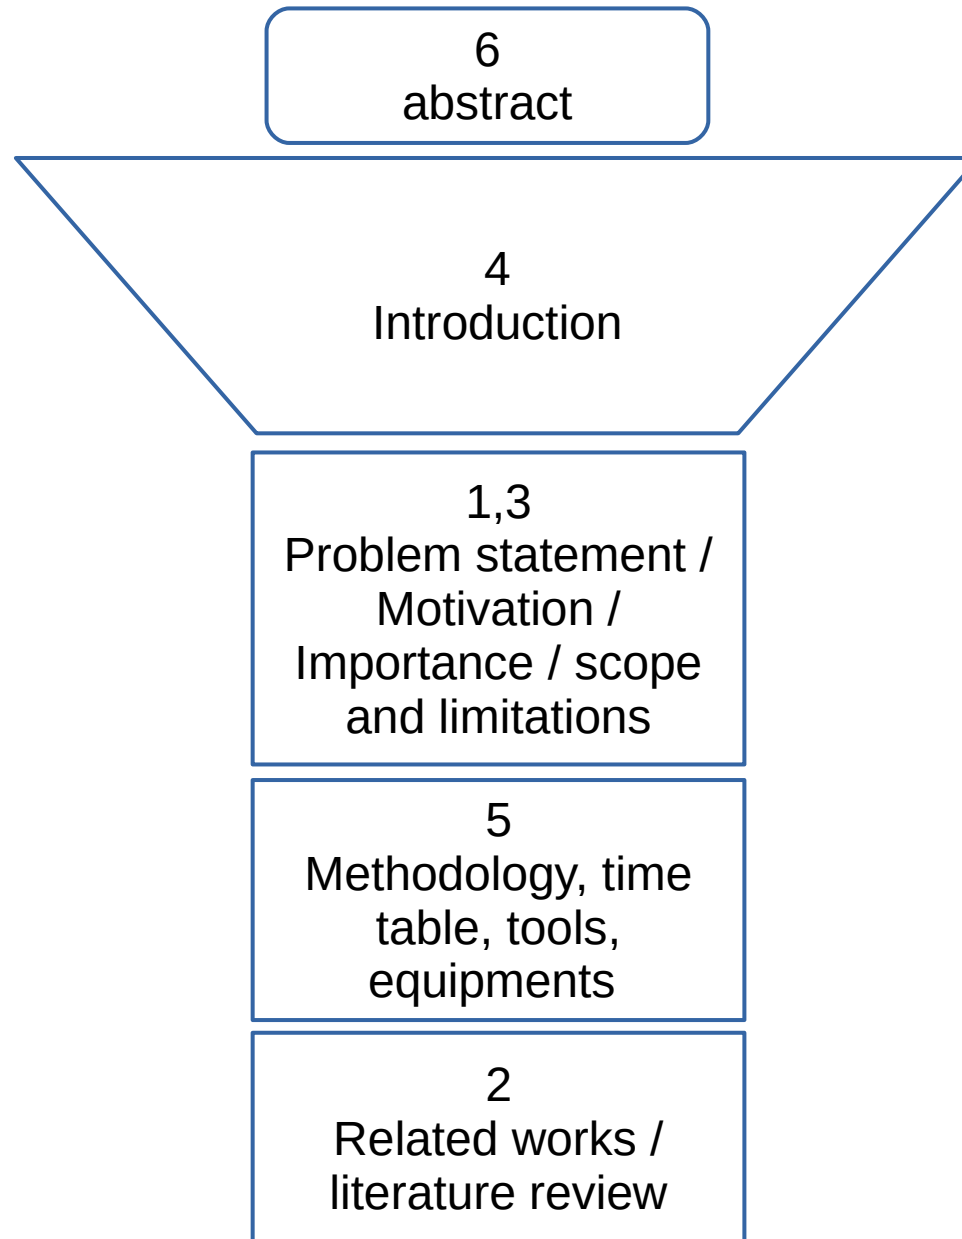 6
abstract
4
Introduction
1,3
Problem statement /
Motivation /
Importance / scope
and limitations
5
Methodology, time
table, tools,
equipments
2
Related works /
literature review